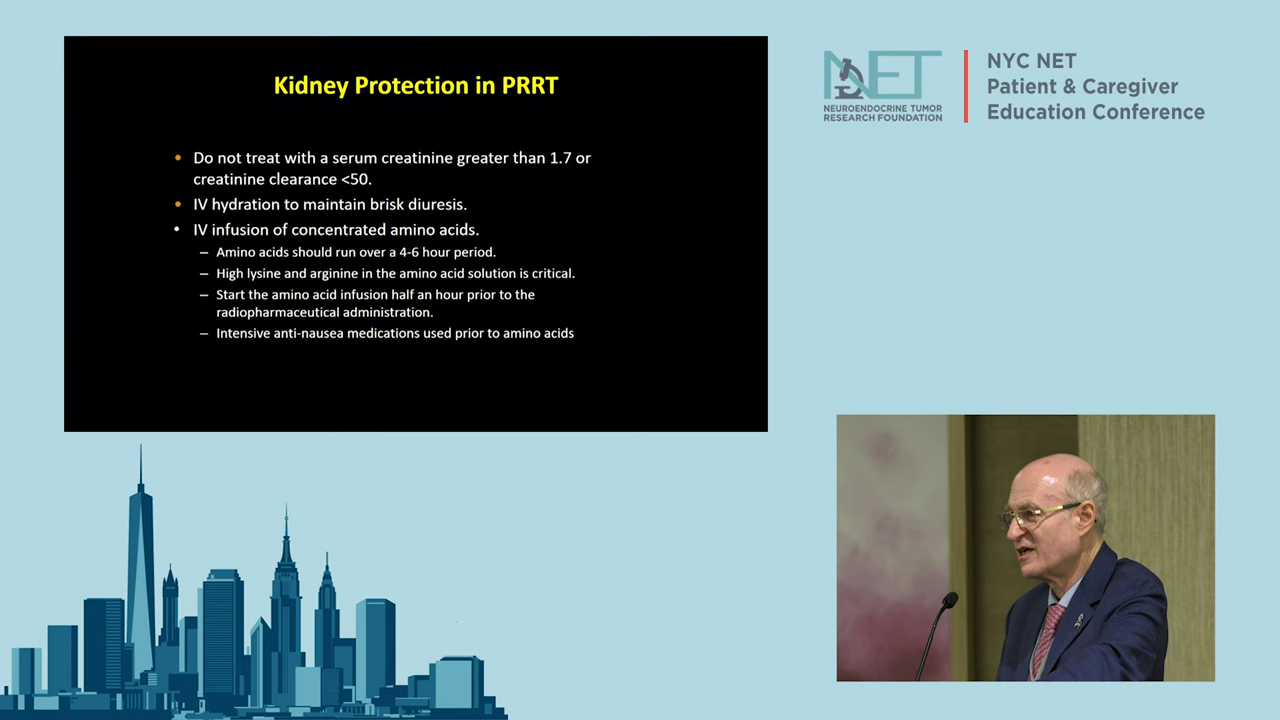 Kidney Protection in PRRT
• Do not treat with a serum creatinine greater than 1.7 or
creatinine clearance <50.
• IV hydration to maintain brisk diuresis.
• IV infusion of concentrated amino acids.
– Amino acids should run over a 4-6 hour period.
– High lysine and arginine in the amino acid solution is critical.
– Start the amino acid infusion half an hour prior to the
radiopharmaceutical administration.
– Intensive anti-nausea medications used prior to amino acids
NET
NEUROENDOCRINE TUMOR
RESEARCH FOUNDATION
NYC NET
Patient & Caregiver
Education Conference